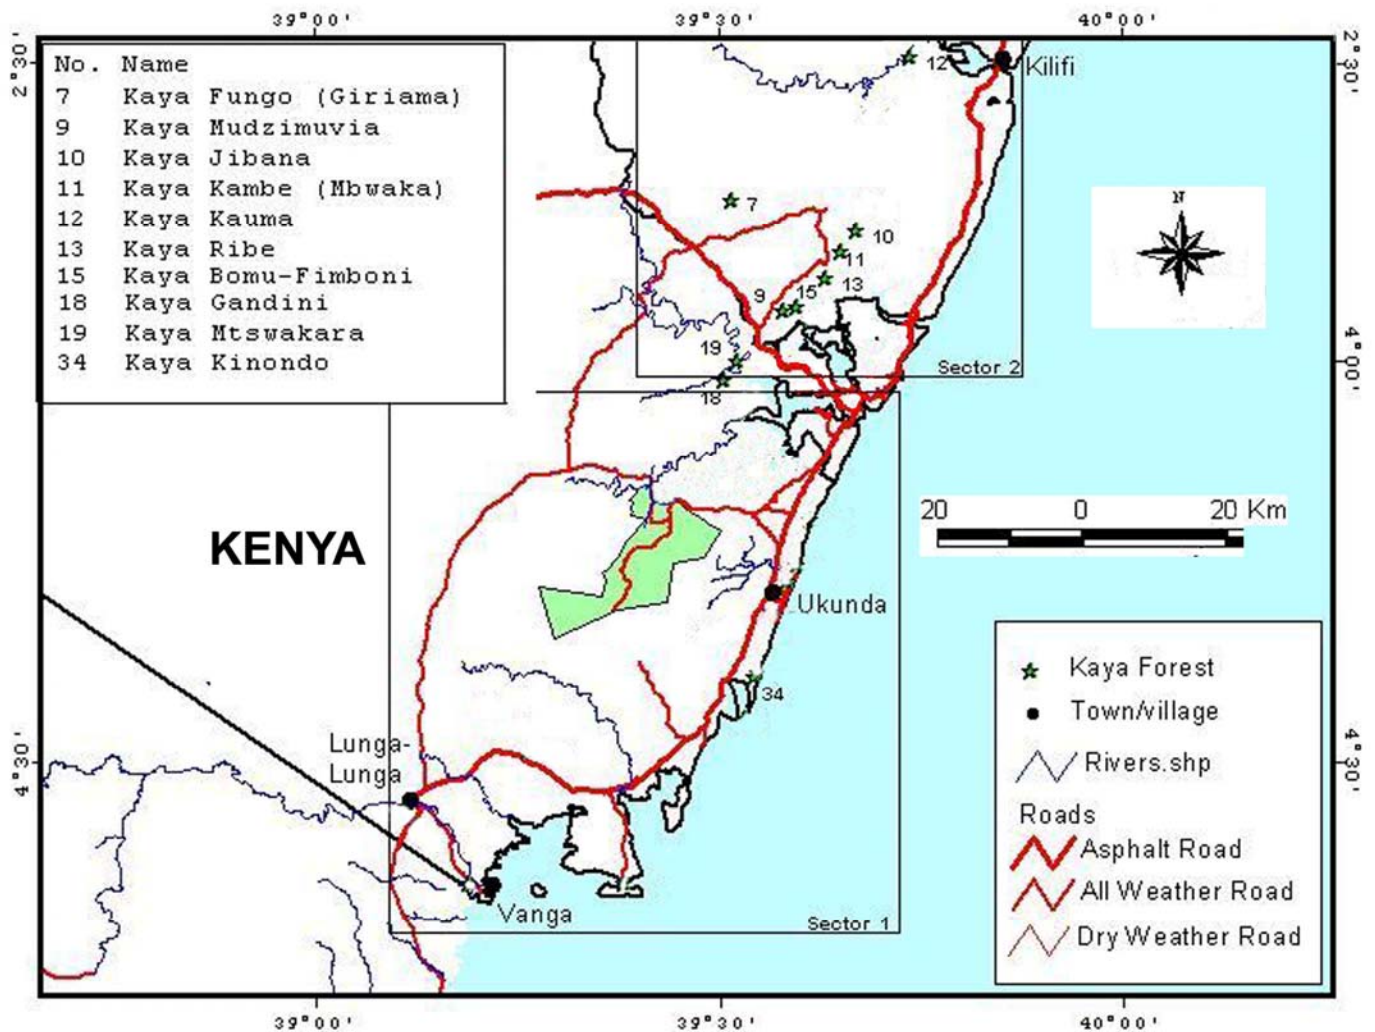 39°00'
39°30'
40°00'
2°30'
2°30'
No. Name
7 Kaya Fungo (Giriama)
9 Kaya Mudzimuvia
10 Kaya Jibana
11 Kaya Kambe (Mbwaka)
12 Kaya Kauma
13 Kaya Ribe
15 Kaya Bomu-Fimboni
18 Kaya Gandini
19 Kaya Mtswakara
34 Kaya Kinondo
12
Kilifi
7
10
11
13
9
15
19
18
Sector 2
4°00'
N
20 0 20 Km
KENYA
Ukunda
34
Lunga-
Lunga
Vanga
Sector 1
4°30'
4°30'
Kaya Forest
Town/village
Rivers.shp
Roads
Asphalt Road
All Weather Road
Dry Weather Road
39°00'
39°30'
40°00'